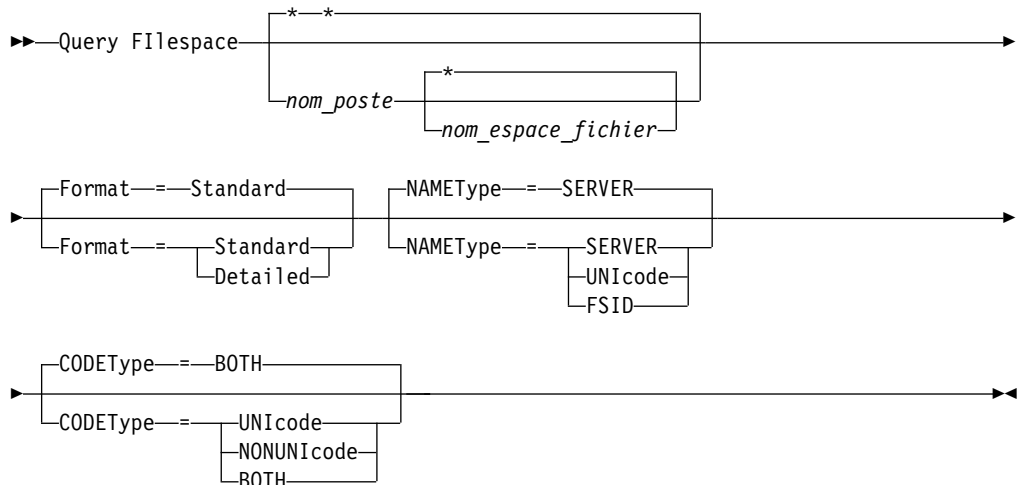 * *
Query FIlespace
*
nom_poste
nom_espace_fichier
Format = Standard NAMEType = SERVER
Format = Standard NAMEType = SERVER
Detailed UNIcode
FSID
CODEType = BOTH
CODEType = UNIcode
NONUNIcode
BOTH